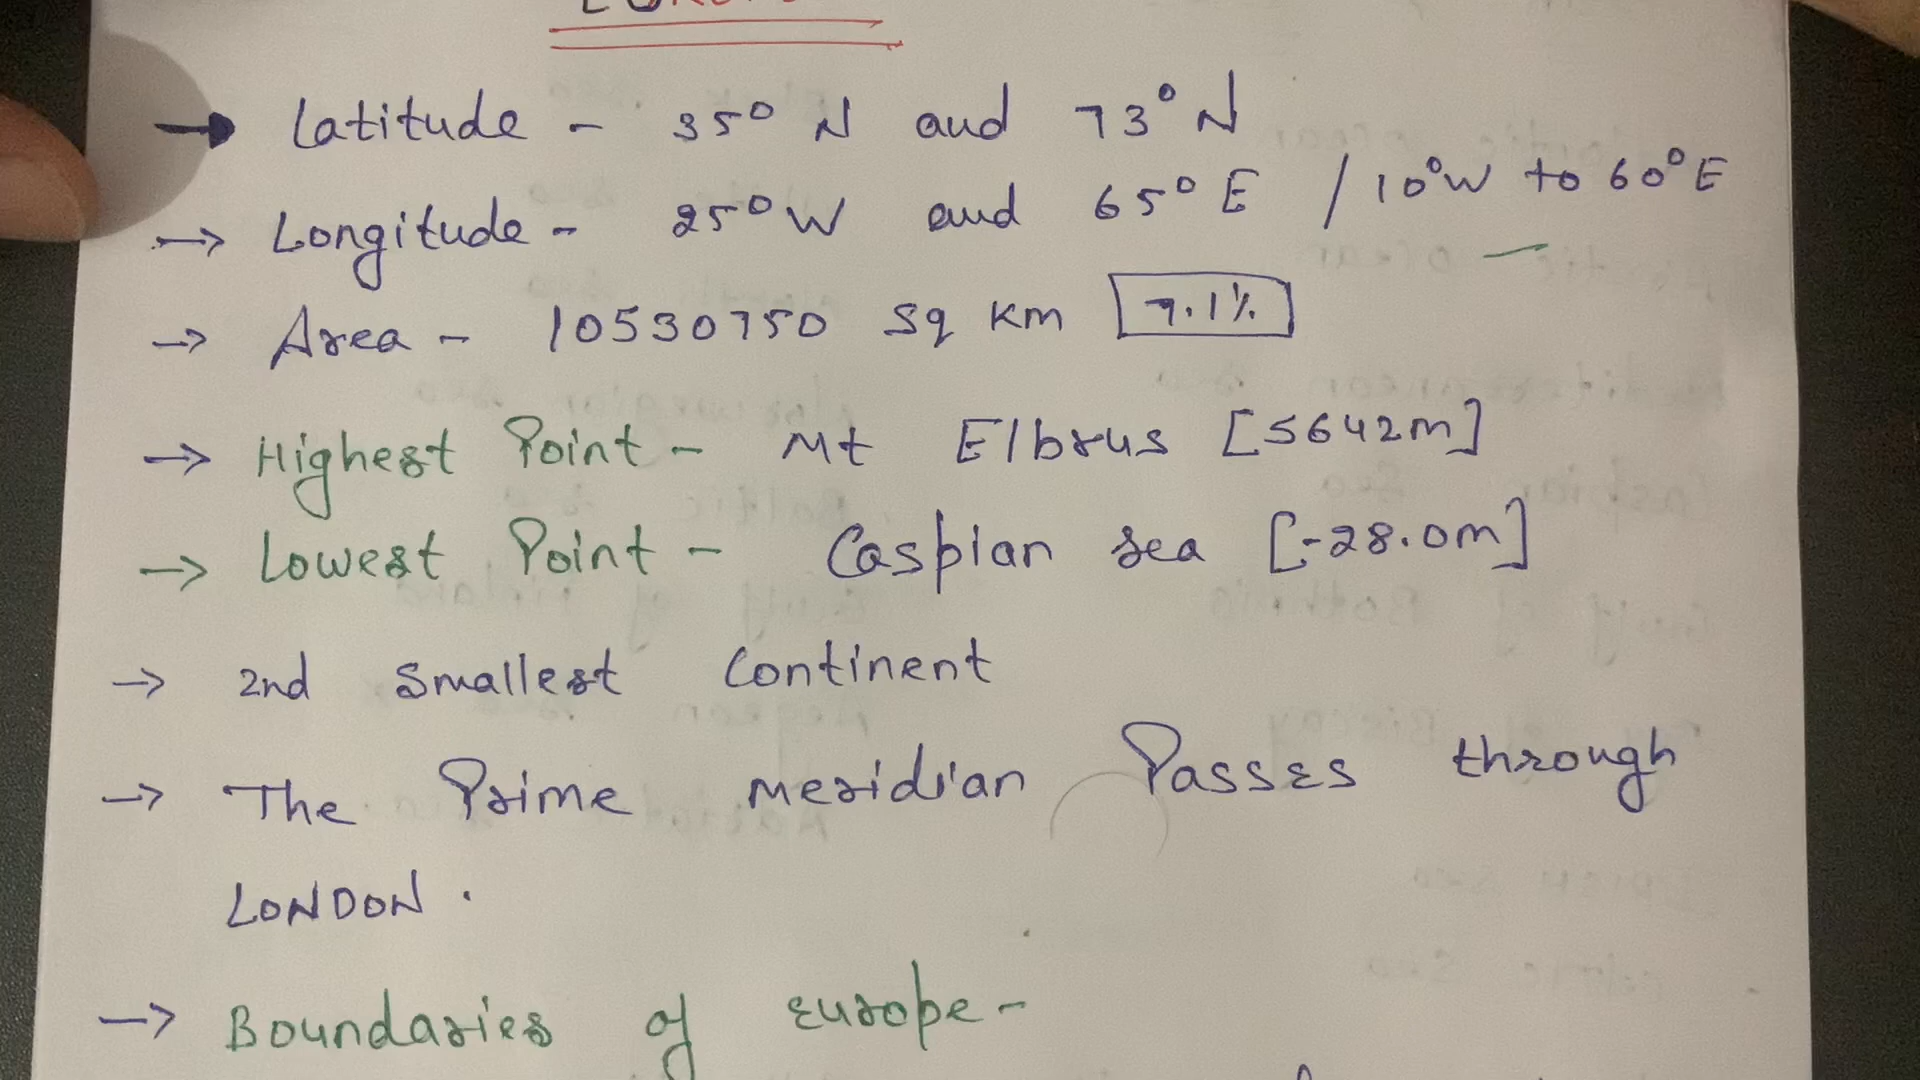 → Latitude - 35° N and 73° N
→ Longitude - 25° W and 65° E / 10° W to 60° E
→ Area - 10530750 Sq Km 7.1%
→ Highest Point - Mt Elbrus [5642m]
→ Lowest Point - Caspian Sea [-28.0m]
→ 2nd Smallest Continent
→ The Prime meridian Passes through
LONDON.
→ Boundaries of Europe -